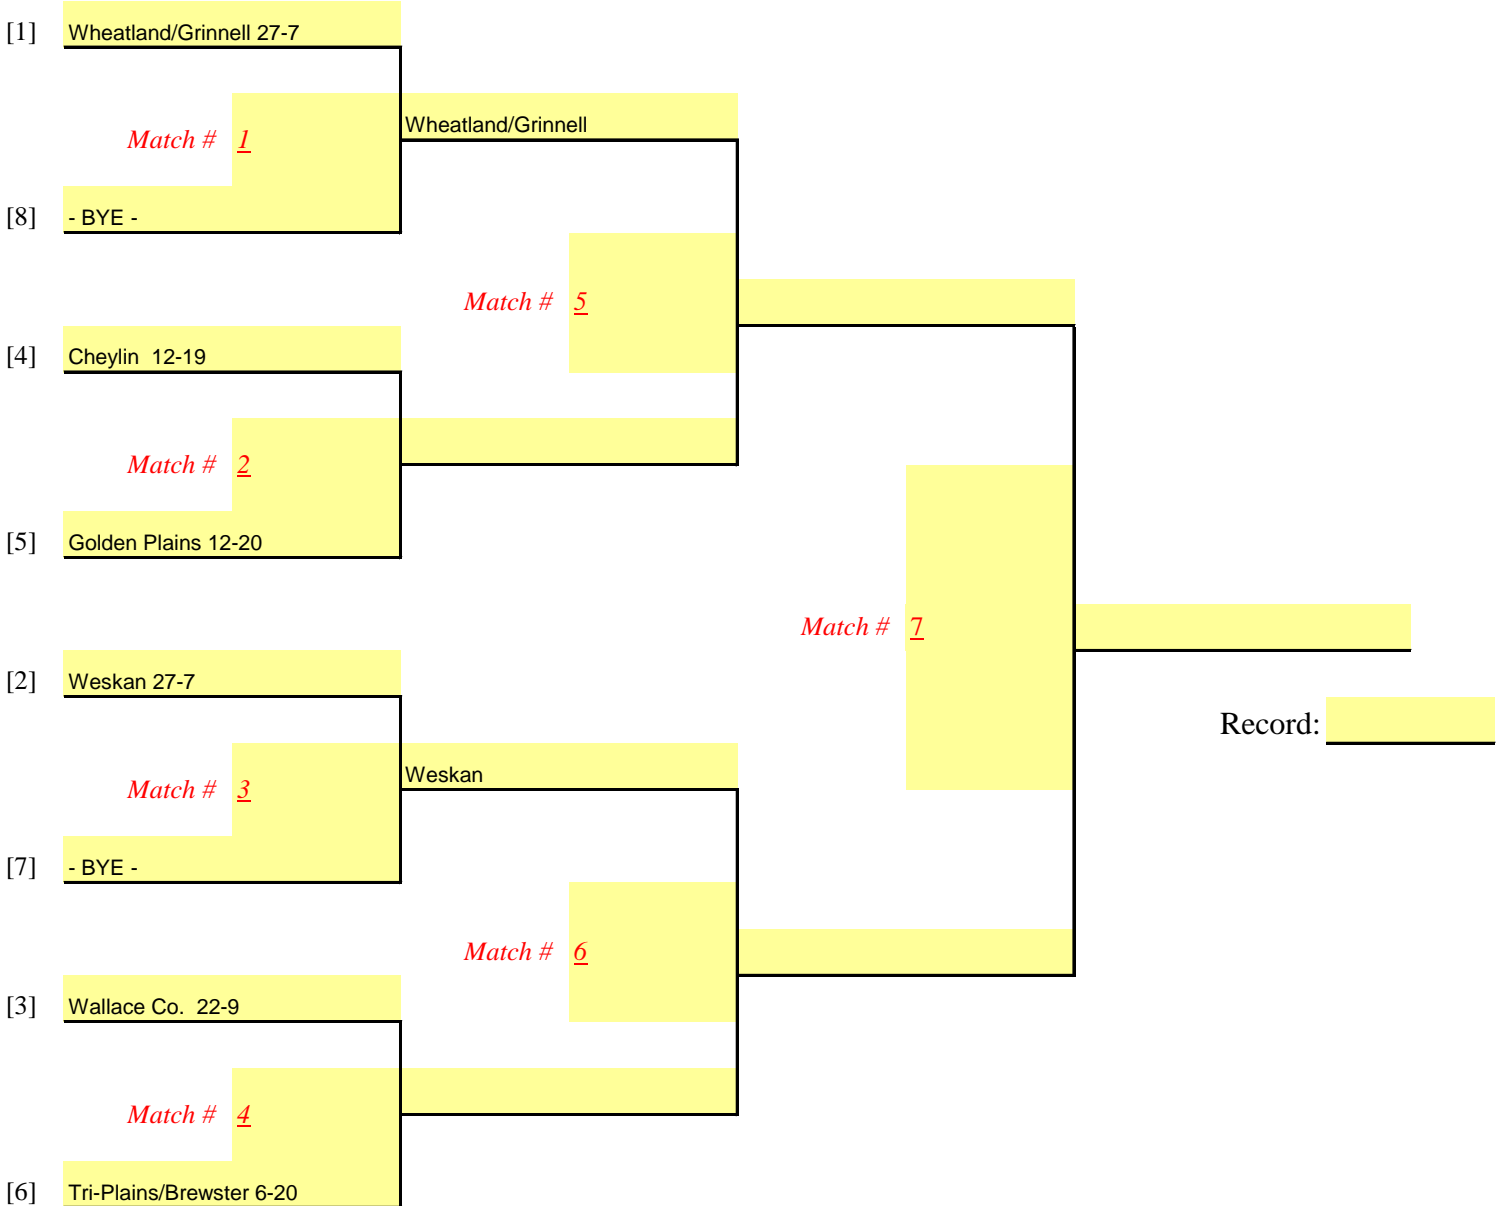 [1] Wheatland/Grinnell 27-7
Match # 1
Wheatland/Grinnell
[8] - BYE -
Match # 5
[4] Cheylin  12-19
Match # 2
[5] Golden Plains 12-20
Match # 7
[2] Weskan 27-7
Record:
Match # 3
Weskan
[7] - BYE -
Match # 6
[3] Wallace Co.  22-9
Match # 4
[6] Tri-Plains/Brewster 6-20